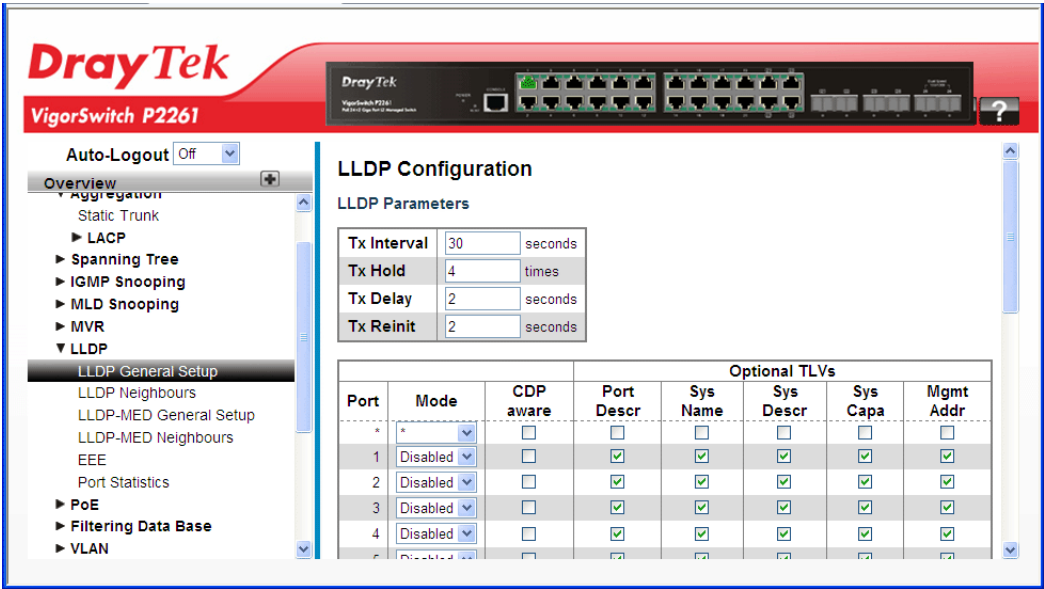 DrayTek
VigorSwitch P2261
DrayTek
VigorSwitch P2261
?
Auto-Logout Off
Overview
Aggregation
Static Trunk
LACP
Spanning Tree
IGMP Snooping
MLD Snooping
MVR
LLDP
LLDP General Setup
LLDP Neighbours
LLDP-MED General Setup
LLDP-MED Neighbours
EEE
Port Statistics
PoE
Filtering Data Base
VLAN
LLDP Configuration
LLDP Parameters
Tx Interval 30 seconds
Tx Hold 4 times
Tx Delay 2 seconds
Tx Reinit 2 seconds
Optional TLVs
Port Mode CDP aware Port Descr Sys Name Sys Descr Sys Capa Mgmt Addr
* *
1 Disabled
2 Disabled
3 Disabled
4 Disabled
5 Disabled